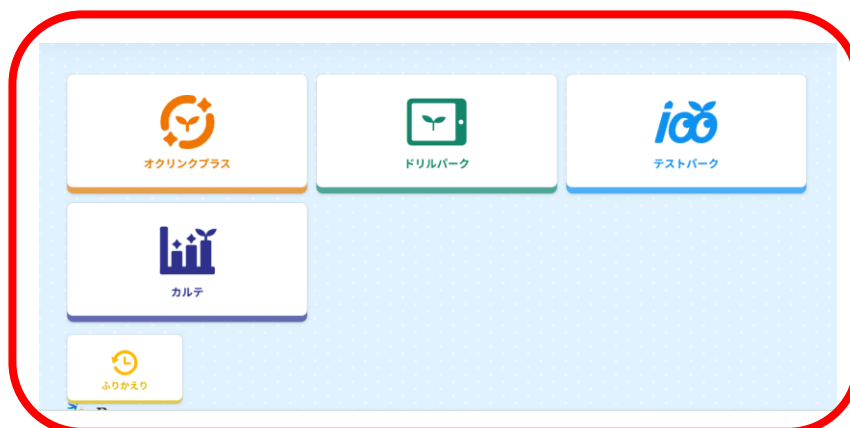 オクリンクプラス
ドリルパーク
テストパーク
カルテ
ふりかえり